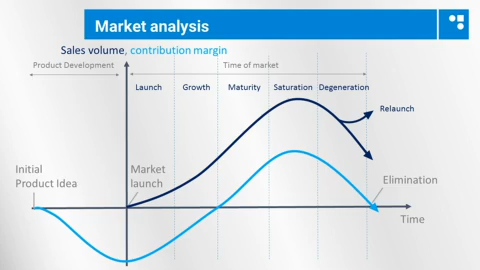 Market analysis
Sales volume, contribution margin
Product Development
Time of market
Launch
Growth
Maturity
Saturation
Degeneration
Relaunch
Initial
Product Idea
Market
launch
Elimination
Time